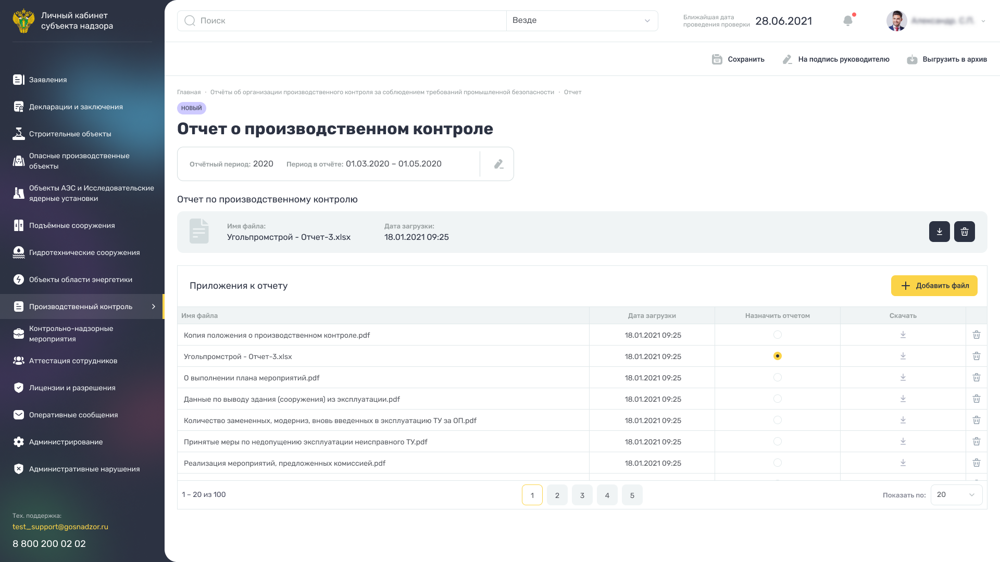 Личный кабинет
субъекта надзора
Заявления
Декларации и заключения
Строительные объекты
Опасные производственные
объекты
Объекты АЭС и Исследовательские
ядерные установки
Подъёмные сооружения
Гидротехнические сооружения
Объекты области энергетики
Производственный контроль
Контрольно-надзорные
мероприятия
Аттестация сотрудников
Лицензии и разрешения
Оперативные сообщения
Администрирование
Административные нарушения
Тех. поддержка:
test_support@gosnadzor.ru
8 800 200 02 02
Поиск
Везде
Ближайшая дата
проведения проверки
28.06.2021
Сохранить
На подпись руководителю
Выгрузить в архив
Главная · Отчёты об организации производственного контроля за соблюдением требований промышленной безопасности · Отчет
НОВЫЙ
Отчет о производственном контроле
Отчётный период: 2020 Период в отчёте: 01.03.2020 – 01.05.2020
Отчет по производственному контролю
Имя файла: Дата загрузки:
Угольпромстрой - Отчет-3.xlsx 18.01.2021 09:25
Приложения к отчету
Добавить файл
Имя файла Дата загрузки Назначить отчетом Скачать
Копия положения о производственном контроле.pdf 18.01.2021 09:25
Угольпромстрой - Отчет-3.xlsx 18.01.2021 09:25
О выполнении плана мероприятий.pdf 18.01.2021 09:25
Данные по выводу здания (сооружения) из эксплуатации.pdf 18.01.2021 09:25
Количество замененных, модерниз, вновь введенных в эксплуатацию ТУ за ОП.pdf 18.01.2021 09:25
Принятые меры по недопущению эксплуатации неисправного ТУ.pdf 18.01.2021 09:25
Реализация мероприятий, предложенных комиссией.pdf 18.01.2021 09:25
1 – 20 из 100
1 2 3 4 5
Показать по: 20